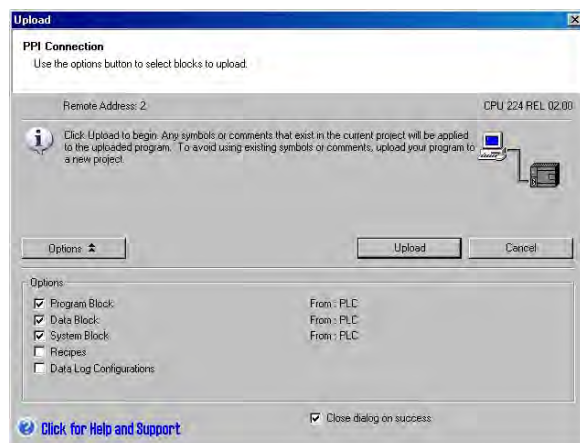 Upload
PPI Connection
Use the options button to select blocks to upload.
Remote Address: 2
CPU 224 REL 02.00
Click Upload to begin. Any symbols or comments that exist in the current project will be applied
to the uploaded program. To avoid using existing symbols or comments, upload your program to
a new project.
Options
Upload
Cancel
Options
Program Block From : PLC
Data Block From : PLC
System Block From : PLC
Recipes
Data Log Configurations
Click for Help and Support
Close dialog on success